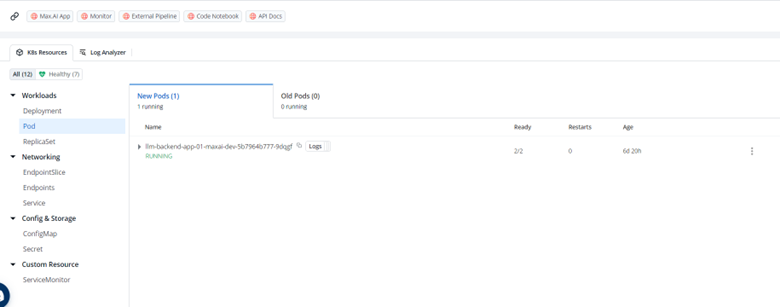 Max.AI App Monitor External Pipeline Code Notebook API Docs
K8s Resources Log Analyzer
All (12) Healthy (7)
Workloads
Deployment
Pod
ReplicaSet
Networking
EndpointSlice
Endpoints
Service
Config & Storage
ConfigMap
Secret
Custom Resource
ServiceMonitor
New Pods (1)
1 running
Old Pods (0)
0 running
Name Ready Restarts Age
llm-backend-app-01-maxai-dev-5b7964b777-9dqgf Logs 2/2 0 6d 20h
RUNNING